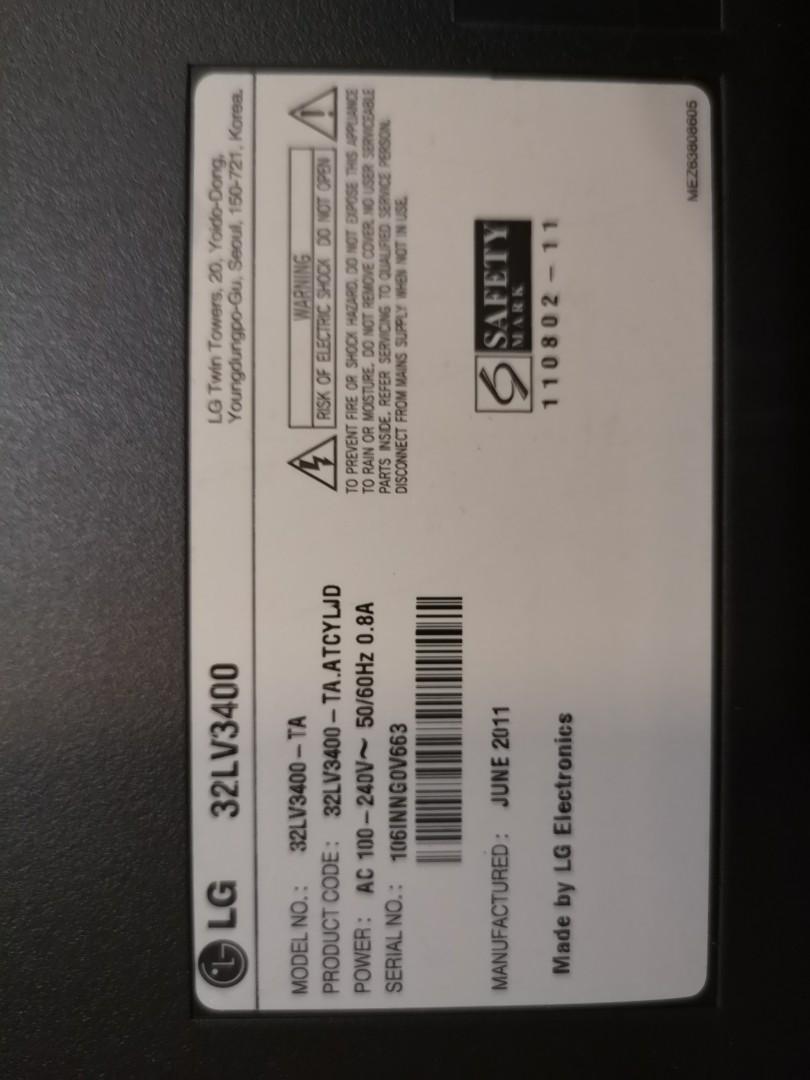 LG 32LV3400
LG Twin Towers, 20, Yoido-Dong,
Youngdungpo-Gu, Seoul, 150-721, Korea.
MODEL NO. : 32LV3400-TA
PRODUCT CODE : 32LV3400-TA.ATCYLJD
POWER : AC 100-240V~ 50/60Hz 0.8A
SERIAL NO. : 106INNG0V663
MANUFACTURED : JUNE 2011
Made by LG Electronics
WARNING
RISK OF ELECTRIC SHOCK DO NOT OPEN
TO PREVENT FIRE OR SHOCK HAZARD, DO NOT EXPOSE THIS APPLIANCE
TO RAIN OR MOISTURE. DO NOT REMOVE COVER. NO USER SERVICEABLE
PARTS INSIDE. REFER SERVICING TO QUALIFIED SERVICE PERSON.
DISCONNECT FROM MAINS SUPPLY WHEN NOT IN USE.
SAFETY
MARK
110802-11
MEZ63808605